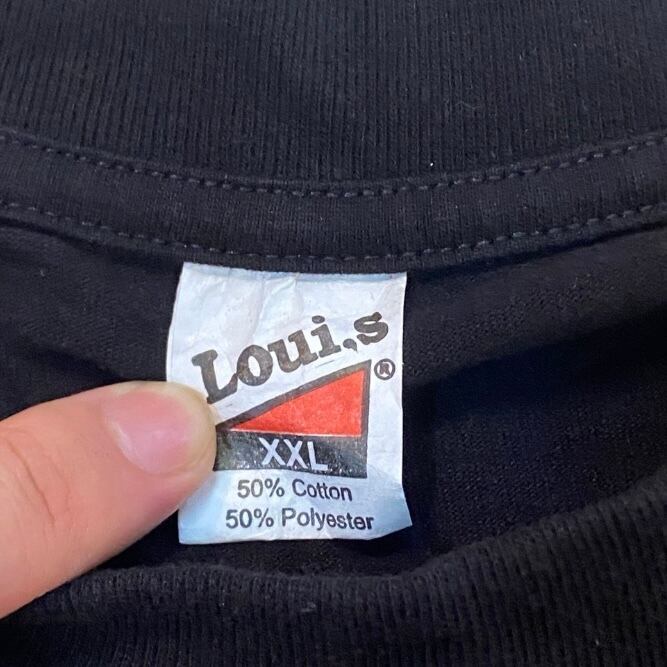 Loui,s
®
XXL
50% Cotton
50% Polyester